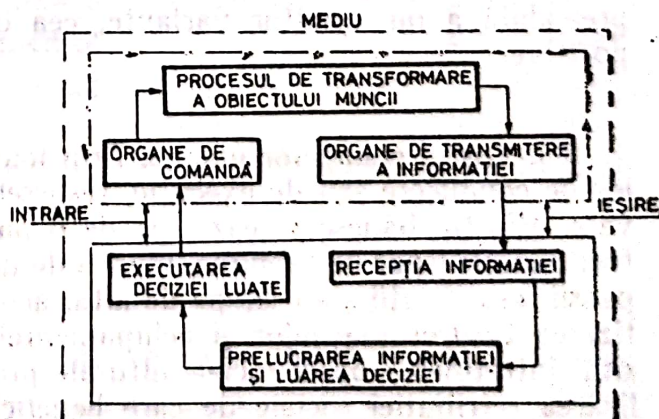 MEDIU
PROCESUL DE TRANSFORMARE
A OBIECTULUI MUNCII
ORGANE DE
COMANDĂ
ORGANE DE TRANSMITERE
A INFORMAȚIEI
INTRARE
IEȘIRE
EXECUTAREA
DECIZIEI LUATE
RECEPȚIA INFORMAȚIEI
PRELUCRAREA INFORMAȚIEI
ȘI LUAREA DECIZIEI